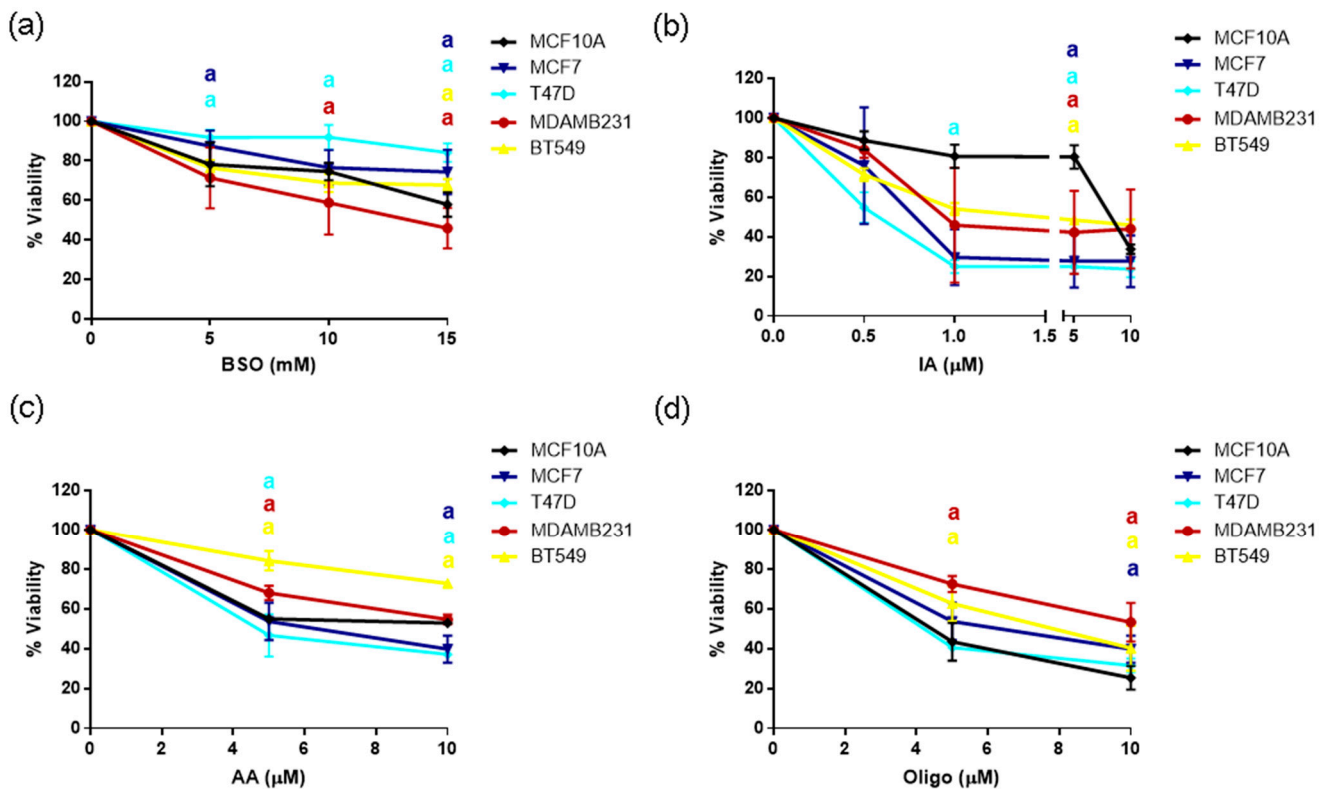 (a)
a
a
a
a
a
a
a
a
MCF10A
MCF7
T47D
MDAMB231
BT549
120
100
80
60
40
20
0
% Viability
0
5
10
15
BSO (mM)
(b)
a
a
a
a
a
MCF10A
MCF7
T47D
MDAMB231
BT549
120
100
80
60
40
20
0
% Viability
0.0
0.5
1.0
1.5
5
10
IA (μM)
(c)
a
a
a
a
a
a
MCF10A
MCF7
T47D
MDAMB231
BT549
120
100
80
60
40
20
0
% Viability
0
2
4
6
8
10
AA (μM)
(d)
a
a
a
a
a
MCF10A
MCF7
T47D
MDAMB231
BT549
120
100
80
60
40
20
0
% Viability
0
2
4
6
8
10
Oligo (μM)